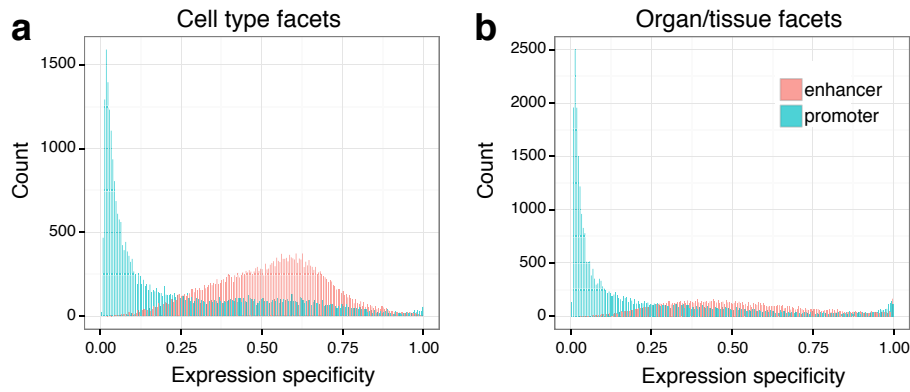 a
Cell type facets
1500
1000
500
0
Count
0.00 0.25 0.50 0.75 1.00
Expression specificity
b
Organ/tissue facets
2500
2000
1500
1000
500
0
Count
enhancer
promoter
0.00 0.25 0.50 0.75 1.00
Expression specificity